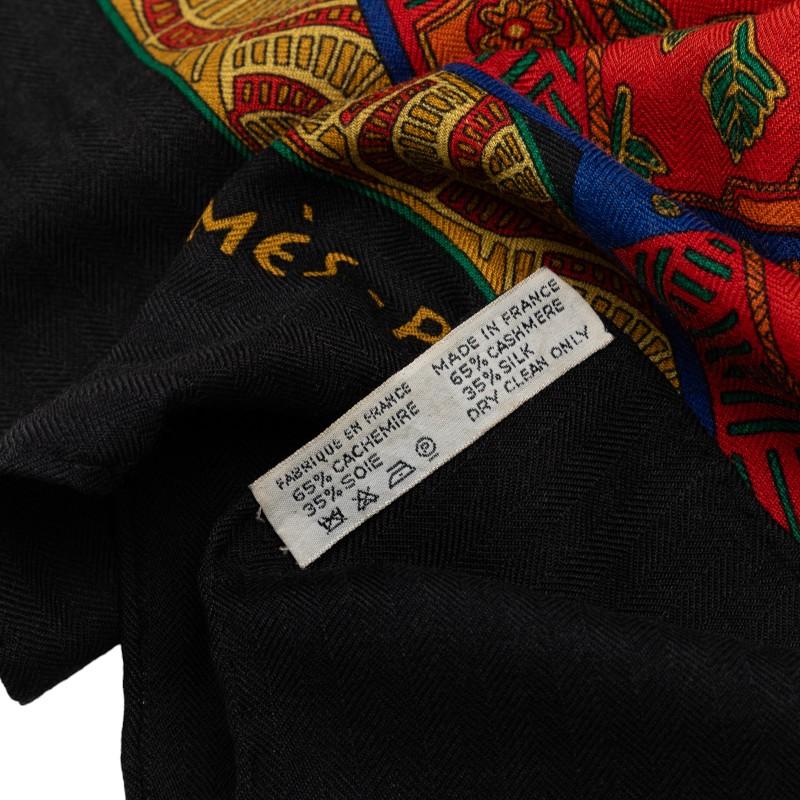 MÈS-P
FABRIQUE EN FRANCE
65% CACHEMIRE
35% SOIE
MADE IN FRANCE
65% CASHMERE
35% SILK
DRY CLEAN ONLY